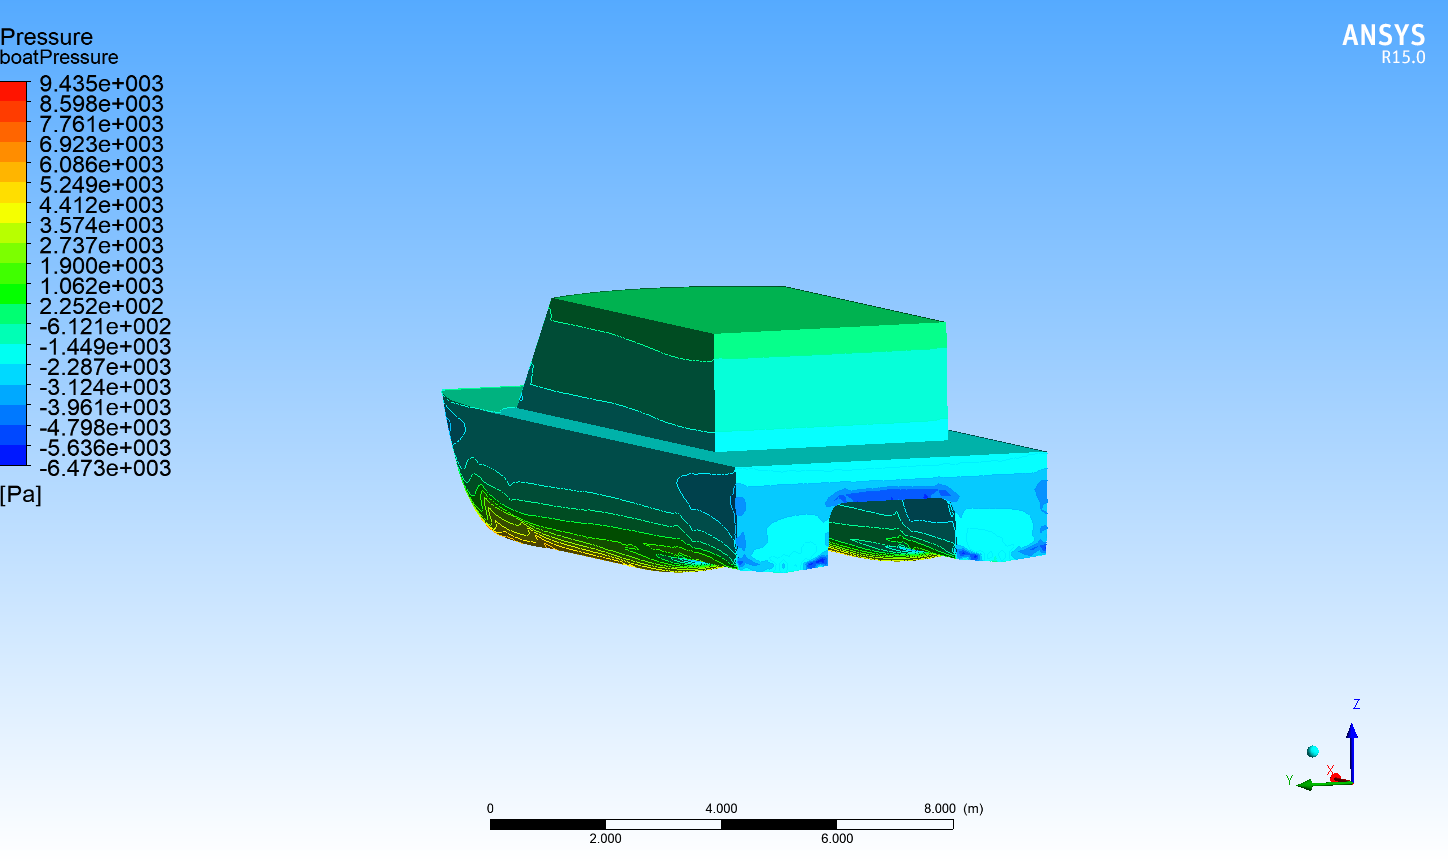 Pressure
boatPressure
9.435e+003
8.598e+003
7.761e+003
6.923e+003
6.086e+003
5.249e+003
4.412e+003
3.574e+003
2.737e+003
1.900e+003
1.062e+003
2.252e+002
-6.121e+002
-1.449e+003
-2.287e+003
-3.124e+003
-3.961e+003
-4.798e+003
-5.636e+003
-6.473e+003
[Pa]
ANSYS
R15.0
Z
X
Y
0 4.000 8.000 (m)
2.000 6.000